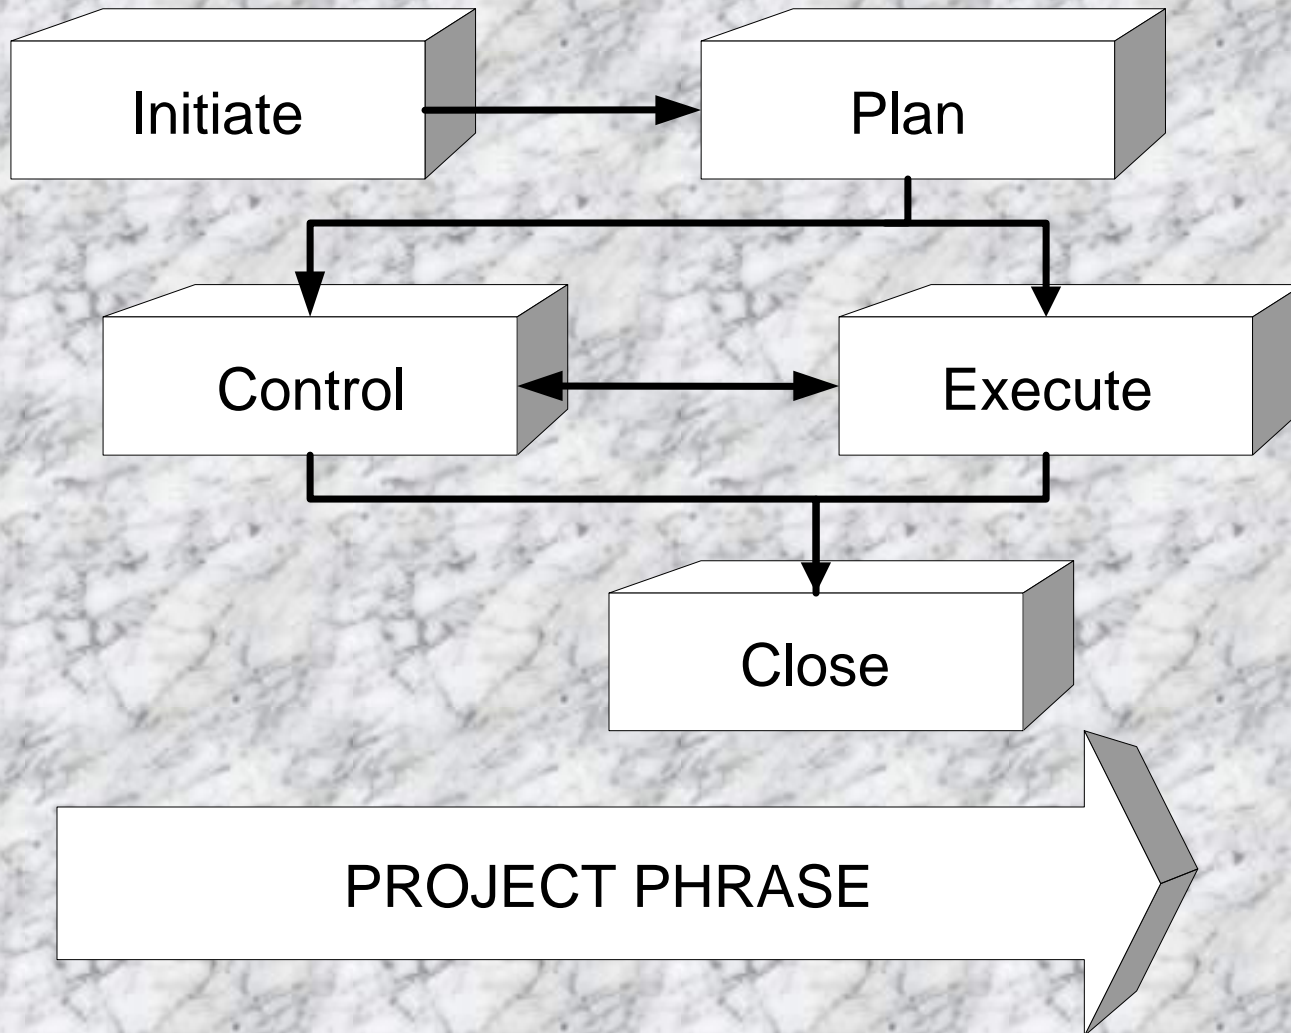 Initiate
Plan
Control
Execute
Close
PROJECT PHRASE